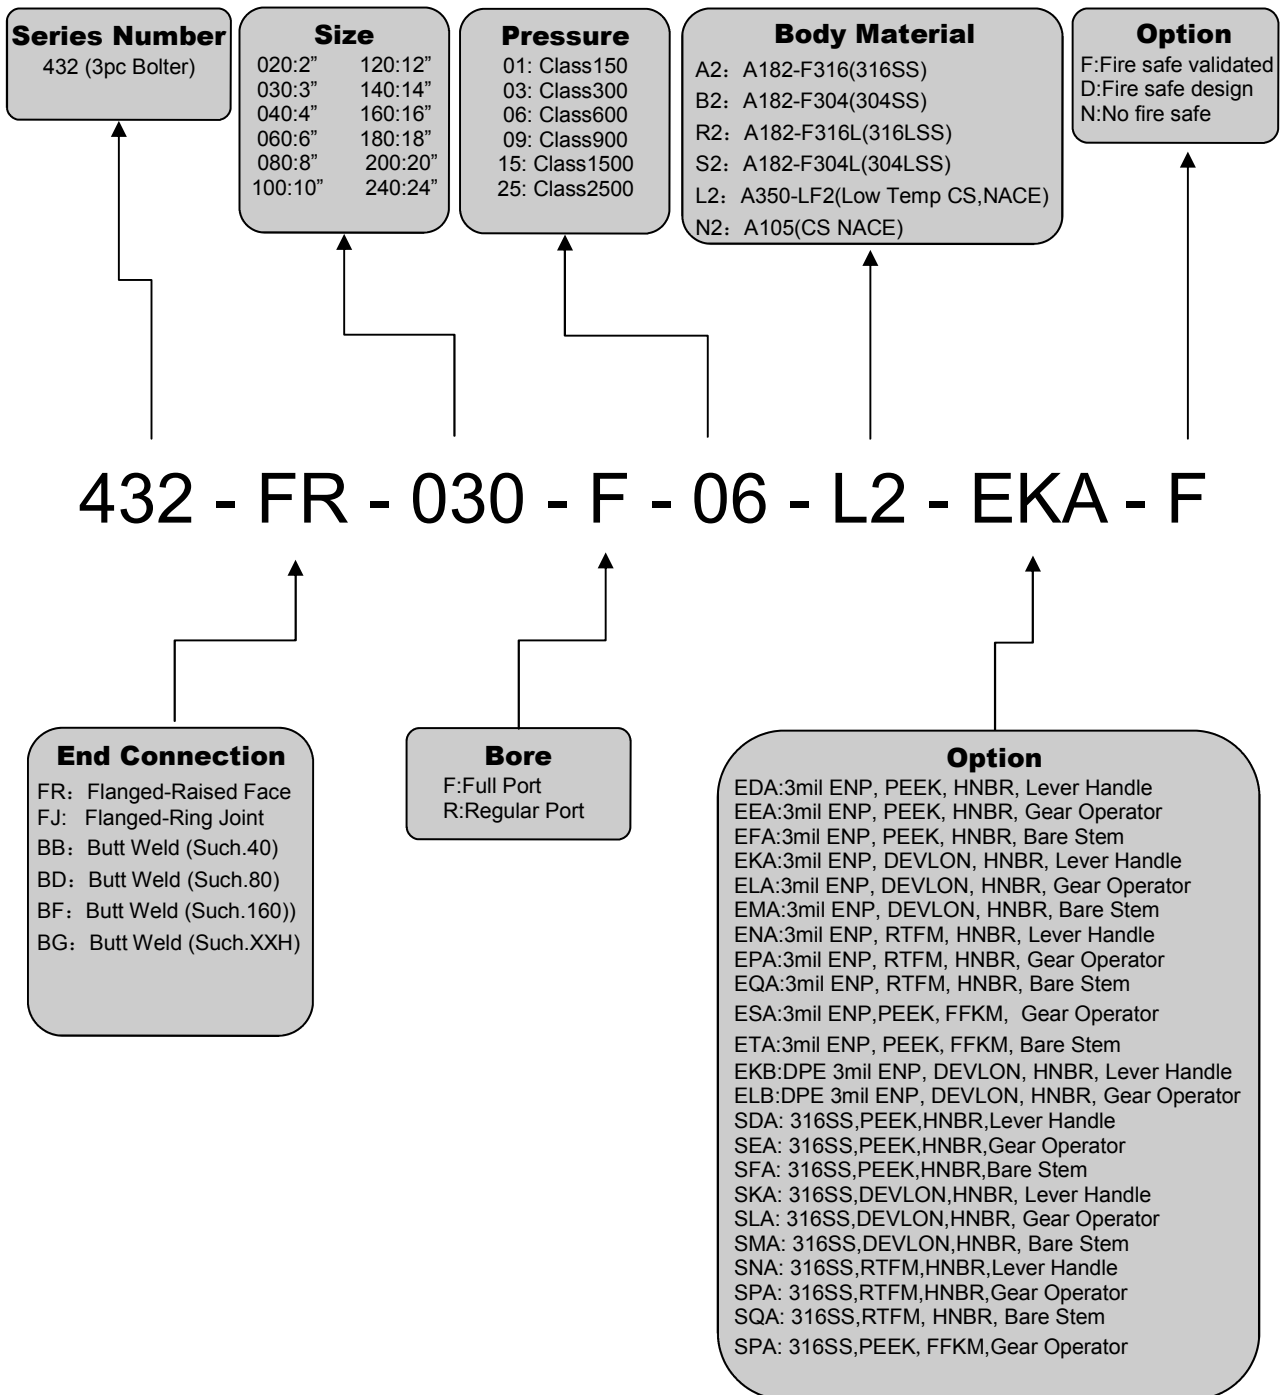 Series Number
432 (3pc Bolter)
Size
020:2” 120:12”
030:3” 140:14”
040:4” 160:16”
060:6” 180:18”
080:8” 200:20”
100:10” 240:24”
Pressure
01: Class150
03: Class300
06: Class600
09: Class900
15: Class1500
25: Class2500
Body Material
A2：A182-F316(316SS)
B2：A182-F304(304SS)
R2：A182-F316L(316LSS)
S2：A182-F304L(304LSS)
L2：A350-LF2(Low Temp CS,NACE)
N2：A105(CS NACE)
Option
F:Fire safe validated
D:Fire safe design
N:No fire safe
432 - FR - 030 - F - 06 - L2 - EKA - F
End Connection
FR：Flanged-Raised Face
FJ: Flanged-Ring Joint
BB：Butt Weld (Such.40)
BD：Butt Weld (Such.80)
BF：Butt Weld (Such.160))
BG：Butt Weld (Such.XXH)
Bore
F:Full Port
R:Regular Port
Option
EDA:3mil ENP, PEEK, HNBR, Lever Handle
EEA:3mil ENP, PEEK, HNBR, Gear Operator
EFA:3mil ENP, PEEK, HNBR, Bare Stem
EKA:3mil ENP, DEVLON, HNBR, Lever Handle
ELA:3mil ENP, DEVLON, HNBR, Gear Operator
EMA:3mil ENP, DEVLON, HNBR, Bare Stem
ENA:3mil ENP, RTFM, HNBR, Lever Handle
EPA:3mil ENP, RTFM, HNBR, Gear Operator
EQA:3mil ENP, RTFM, HNBR, Bare Stem
ESA:3mil ENP,PEEK, FFKM, Gear Operator
ETA:3mil ENP, PEEK, FFKM, Bare Stem
EKB:DPE 3mil ENP, DEVLON, HNBR, Lever Handle
ELB:DPE 3mil ENP, DEVLON, HNBR, Gear Operator
SDA: 316SS,PEEK,HNBR,Lever Handle
SEA: 316SS,PEEK,HNBR,Gear Operator
SFA: 316SS,PEEK,HNBR,Bare Stem
SKA: 316SS,DEVLON,HNBR, Lever Handle
SLA: 316SS,DEVLON,HNBR, Gear Operator
SMA: 316SS,DEVLON,HNBR, Bare Stem
SNA: 316SS,RTFM,HNBR,Lever Handle
SPA: 316SS,RTFM,HNBR,Gear Operator
SQA: 316SS,RTFM, HNBR, Bare Stem
SPA: 316SS,PEEK, FFKM,Gear Operator